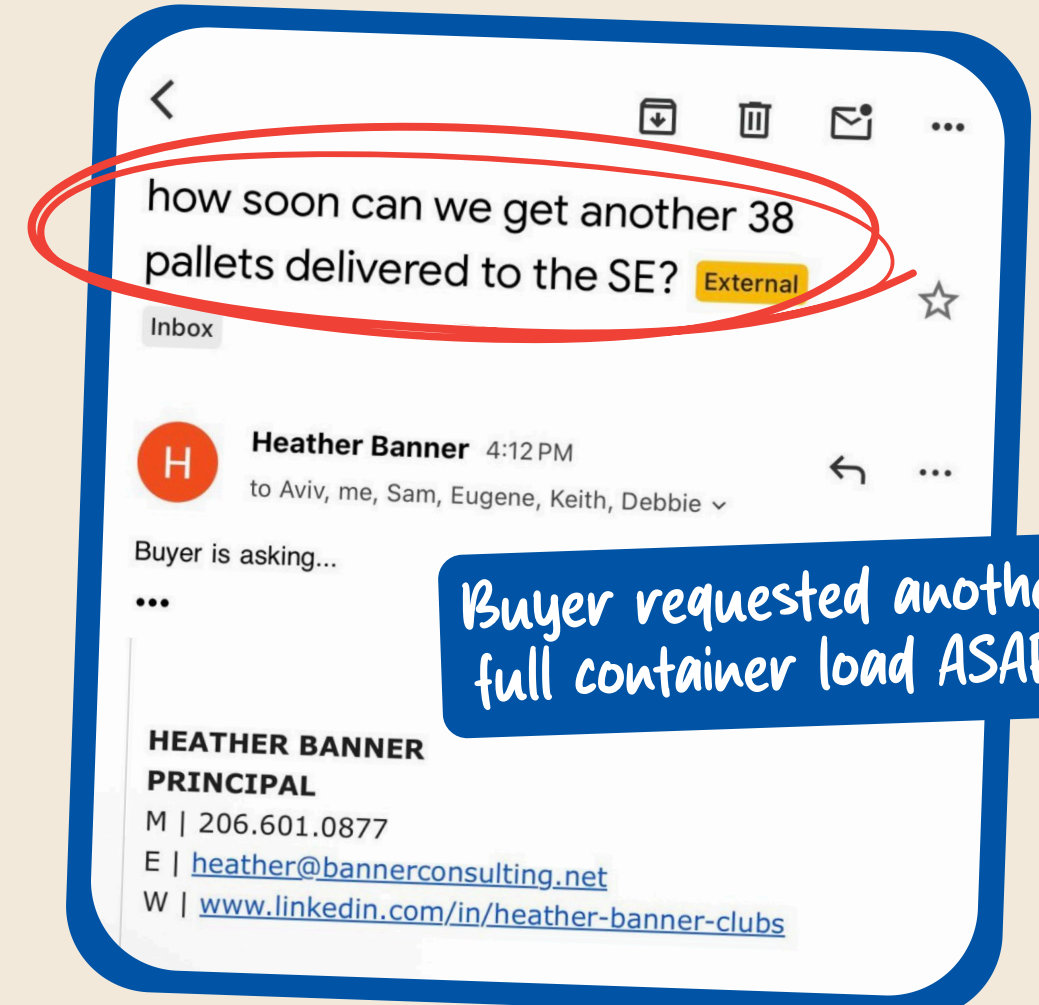 how soon can we get another 38
pallets delivered to the SE? External
Inbox
H
Heather Banner 4:12 PM
to Aviv, me, Sam, Eugene, Keith, Debbie
Buyer is asking...
Buyer requested
full container load
HEATHER BANNER
PRINCIPAL
M | 206.601.0877
E | heather@bannerconsulting.net
W | www.linkedin.com/in/heather-banner-clubs